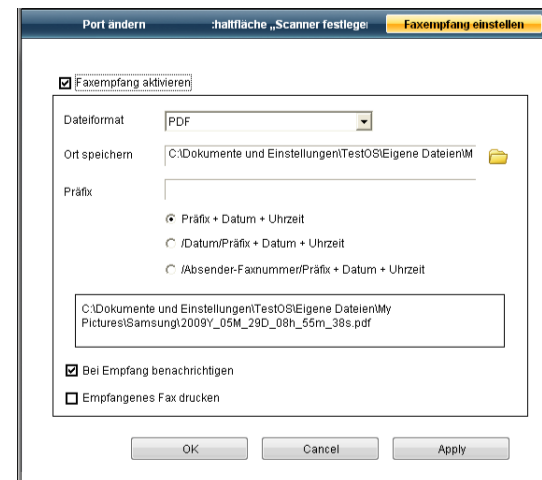 Port ändern :haltfläche „Scanner festlege Faxempfang einstellen
Faxempfang aktivieren
Dateiformat PDF
Ort speichern C:\Dokumente und Einstellungen\TestOS\Eigene Dateien\M
Präfix
Präfix + Datum + Uhrzeit
/Datum/Präfix + Datum + Uhrzeit
/Absender-Faxnummer/Präfix + Datum + Uhrzeit
C:\Dokumente und Einstellungen\TestOS\Eigene Dateien\My
Pictures\Samsung\2009Y_05M_29D_08h_55m_38s.pdf
Bei Empfang benachrichtigen
Empfangenes Fax drucken
OK Cancel Apply